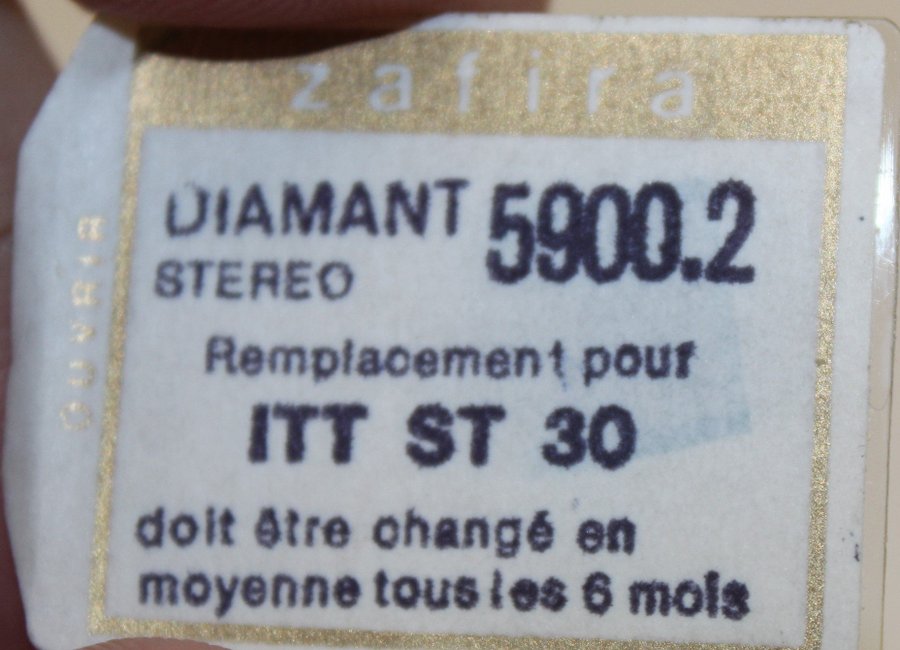 zafira
DIAMANT 5900.2
STEREO
Remplacement pour
ITT ST 30
doit être changé en
moyenne tous les 6 mois
OUVRIR